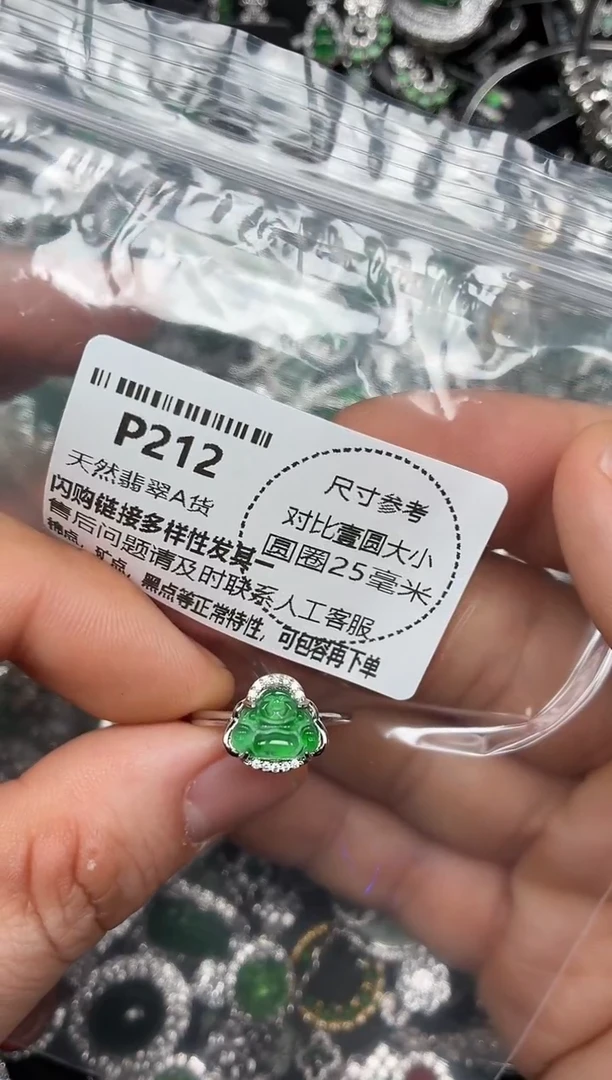 P212
天然翡翠A货
闪购链接多样性发其一
售后问题请及时联系人工客服
棉点，矿点，黑点等正常特性，可包容再下单
尺寸参考
对比壹圆大小
圆圈25毫米